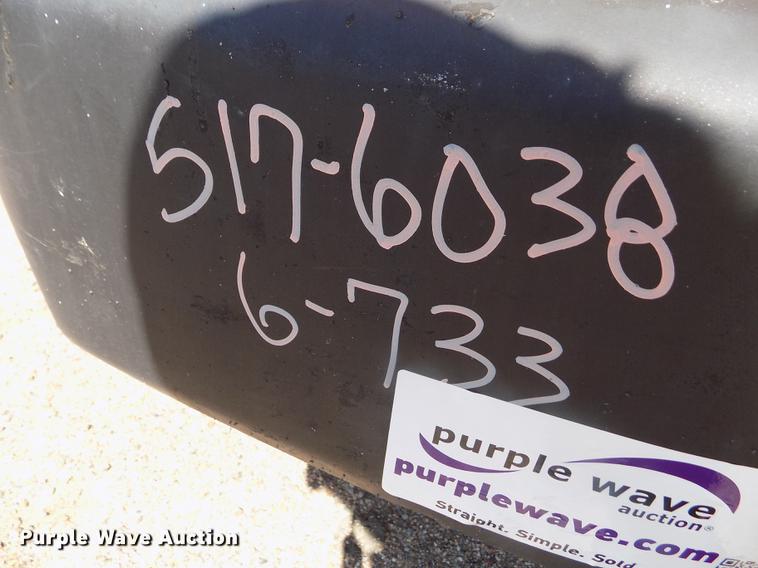 517-6038
6-733
purple wave
auction®
purplewave.com
Straight. Simple. Sold.
Purple Wave Auction